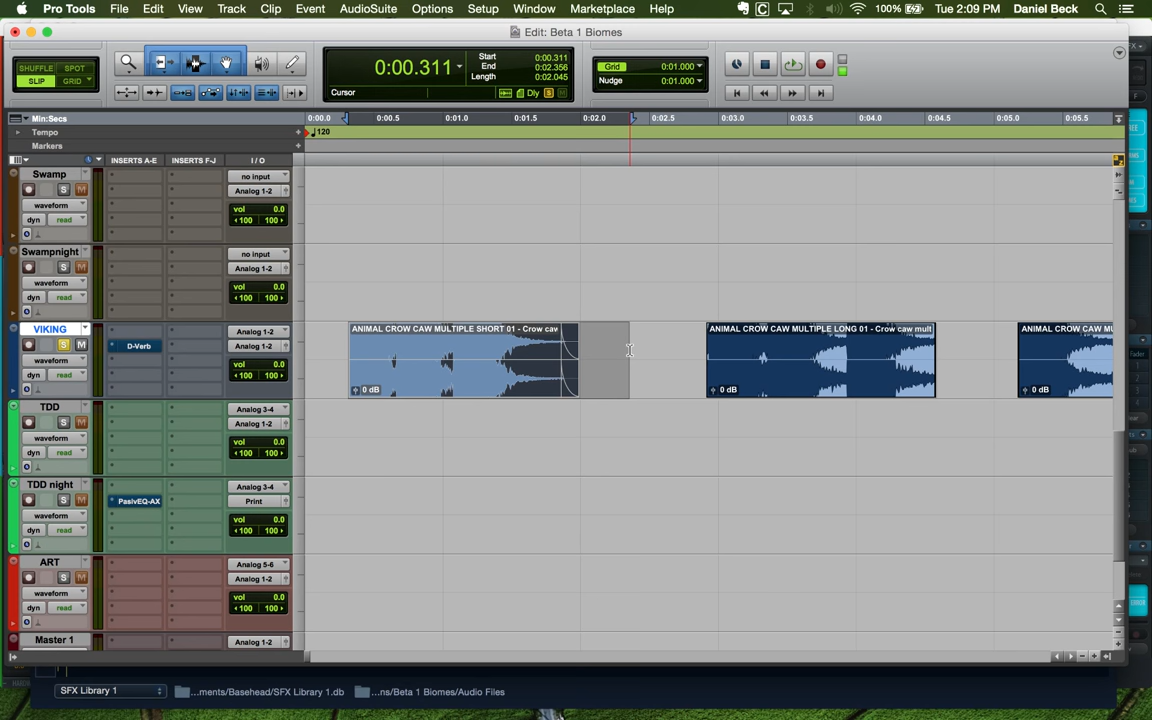 Pro Tools File Edit View Track Clip Event AudioSuite Options Setup Window Marketplace Help 100% Tue 2:09 PM Daniel Beck
Edit: Beta 1 Biomes
SHUFFLE SPOT
SLIP GRID
0:00.311
Start 0:00.311
End 0:02.356
Length 0:02.045
Cursor Dly S
Grid 0:01.000
Nudge 0:01.000
Min:Secs 0:00.0 0:00.5 0:01.0 0:01.5 0:02.0 0:02.5 0:03.0 0:03.5 0:04.0 0:04.5 0:05.0 0:05.5
Tempo 120
Markers
INSERTS A-E INSERTS F-J I / O
Swamp no input
S M Analog 1-2
waveform vol 0.0
dyn read 100 100
Swampnight no input
S M Analog 1-2
waveform vol 0.0
dyn read 100 100
VIKING Analog 1-2
S M D-Verb Analog 1-2
waveform vol 0.0
dyn read 100 100
ANIMAL CROW CAW MULTIPLE SHORT 01 - Crow caw
0 dB
ANIMAL CROW CAW MULTIPLE LONG 01 - Crow caw mult
0 dB
ANIMAL CROW CAW MU
0 dB
TDD Analog 3-4
S M Analog 1-2
waveform vol 0.0
dyn read 100 100
TDD night Analog 3-4
S M PasivEQ-AX Print
waveform vol 0.0
dyn read 100 100
ART Analog 5-6
S M Analog 1-2
waveform vol 0.0
dyn read 100 100
Master 1 Analog 1-2
SFX Library 1 ...ments/Basehead/SFX Library 1.db ...ns/Beta 1 Biomes/Audio Files